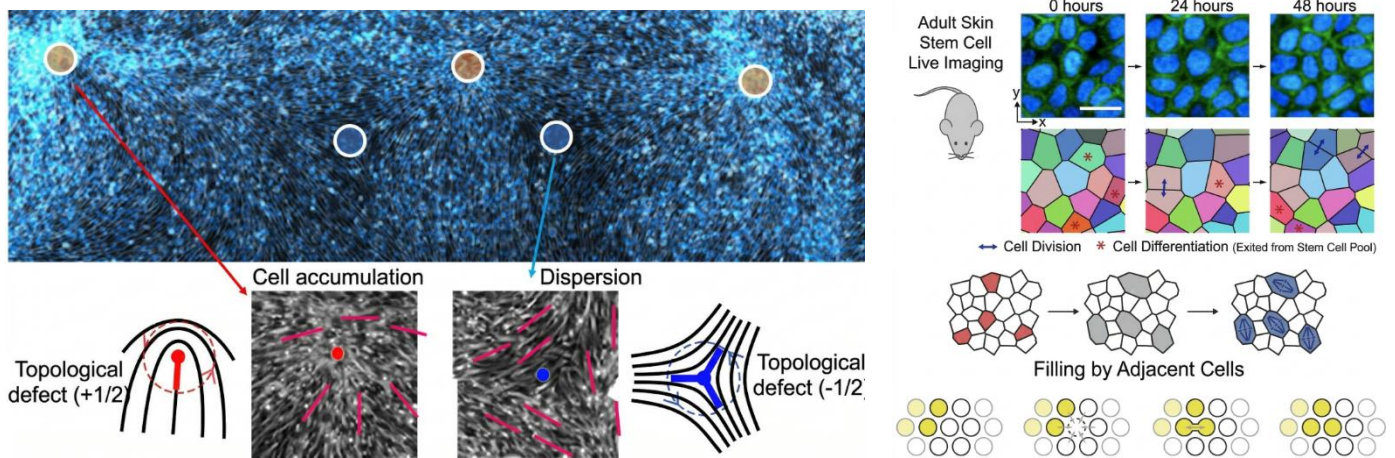 Cell accumulation
Dispersion
Topological
defect (+1/2)
Topological
defect (-1/2)
Adult Skin
Stem Cell
Live Imaging
0 hours
24 hours
48 hours
y
x
Cell Division
* Cell Differentiation (Exited from Stem Cell Pool)
Filling by Adjacent Cells